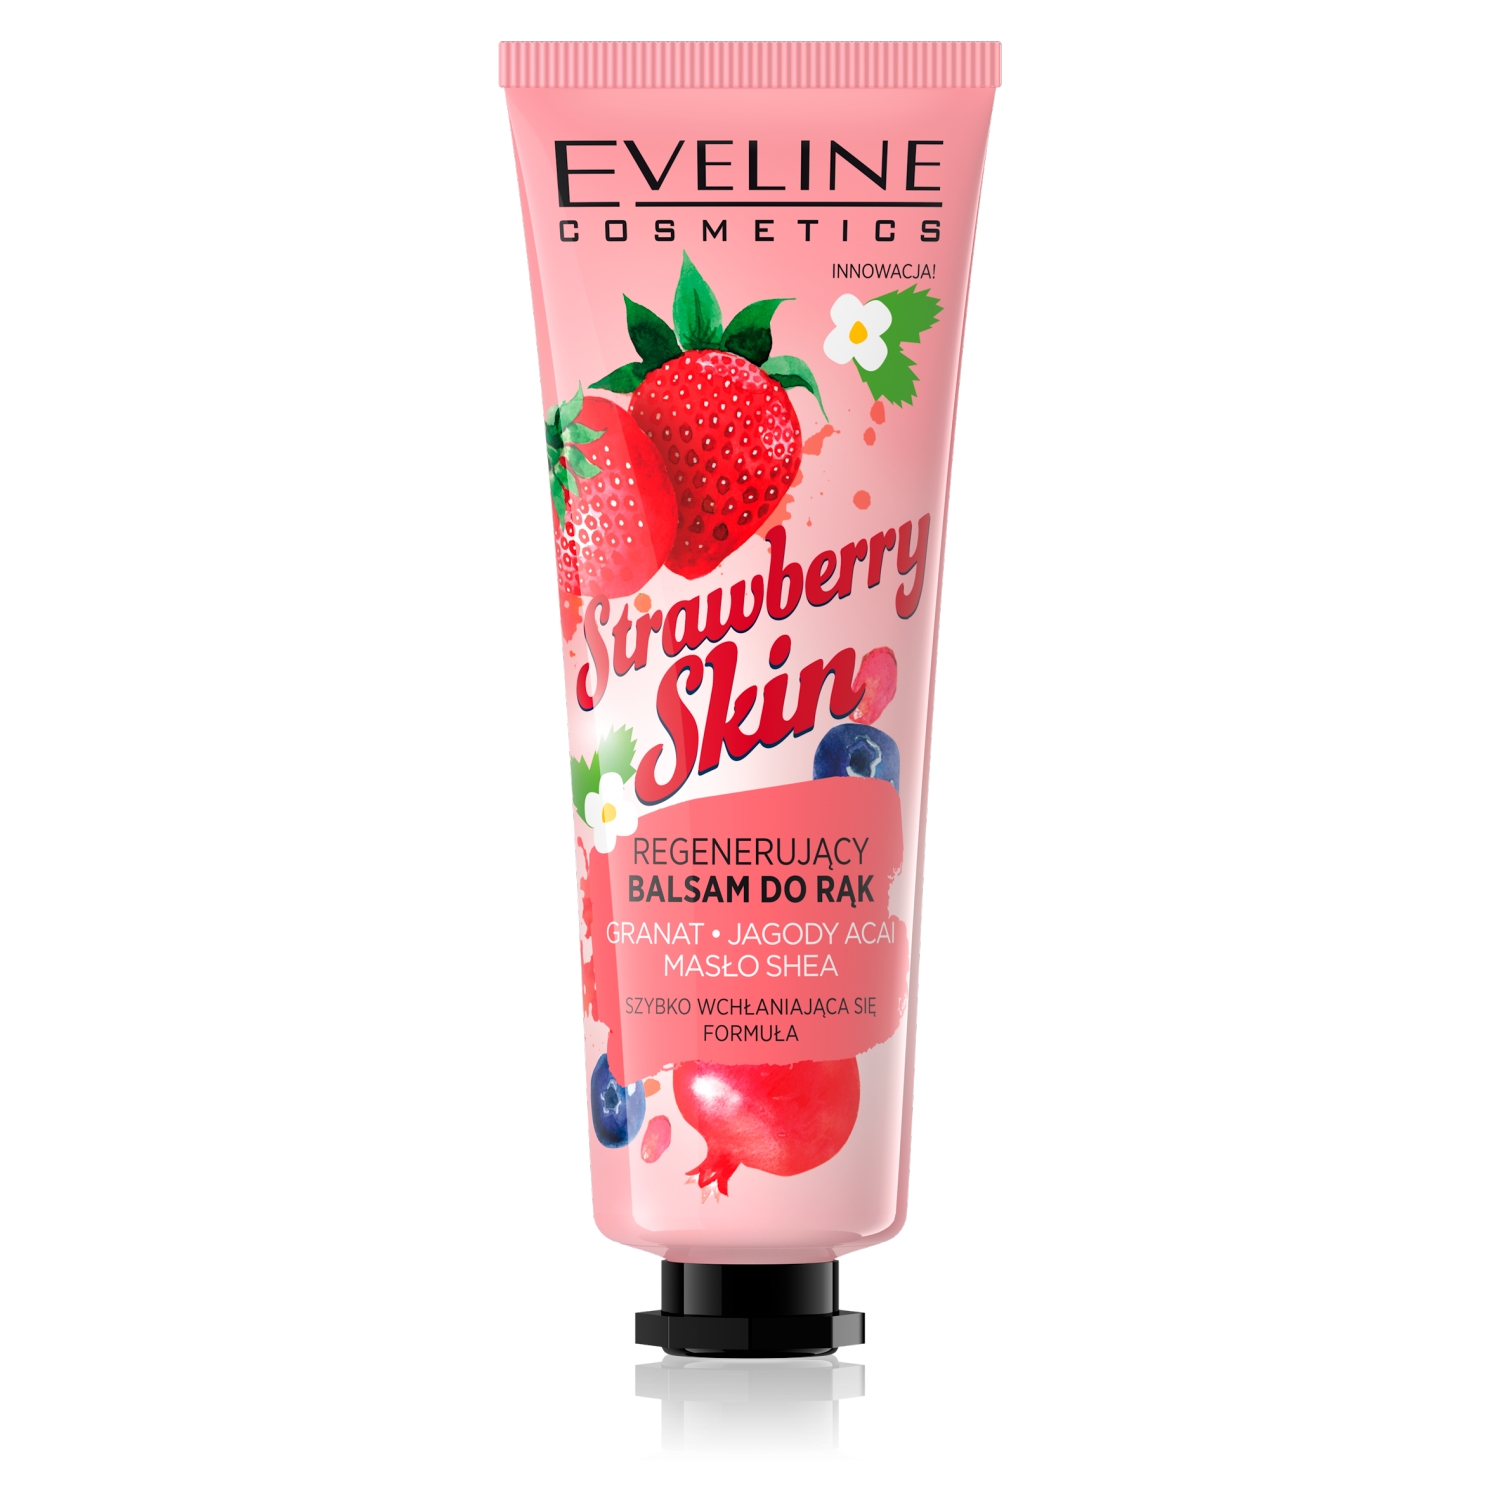 EVELINE
COSMETICS
INNOWACJA!
Strawberry
Skin
REGENERUJĄCY
BALSAM DO RĄK
GRANAT • JAGODY ACAI
MASŁO SHEA
SZYBKO WCHŁANIAJĄCA SIĘ
FORMUŁA